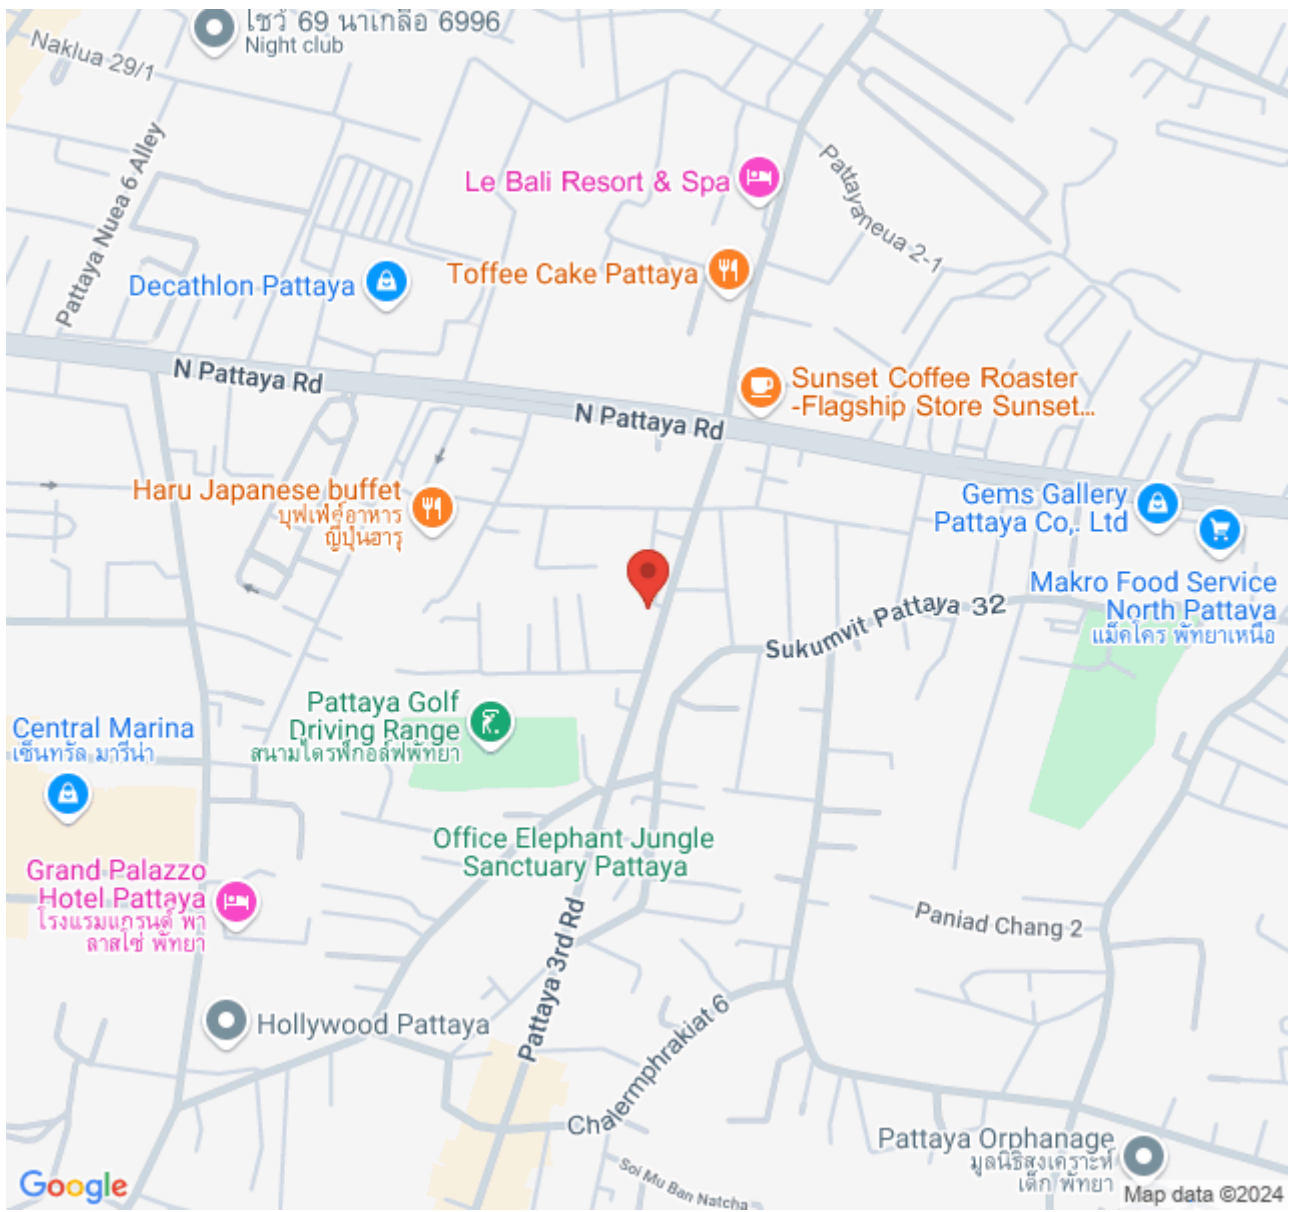 โชว์ 69 นาเกลือ 6996
Night club
Naklua 29/1
Pattaya Nuea 6 Alley
Le Bali Resort & Spa
Pattayaneua 2-1
Toffee Cake Pattaya
Decathlon Pattaya
N Pattaya Rd
Sunset Coffee Roaster
-Flagship Store Sunset...
N Pattaya Rd
Haru Japanese buffet
บุฟเฟ่ต์อาหาร
ญี่ปุ่นฮารุ
Gems Gallery
Pattaya Co,. Ltd
Makro Food Service
North Pattaya
แม็คโคร พัทยาเหนือ
Sukumvit Pattaya 32
Pattaya Golf
Driving Range
สนามไดรฟ์กอล์ฟพัทยา
Central Marina
เซ็นทรัล มารีน่า
Office Elephant Jungle
Sanctuary Pattaya
Grand Palazzo
Hotel Pattaya
โรงแรมแกรนด์ พา
ลาสโซ่ พัทยา
Paniad Chang 2
Pattaya 3rd Rd
Hollywood Pattaya
Chalermphrakiat 6
Pattaya Orphanage
มูลนิธิสงเคราะห์
เด็ก พัทยา
Soi Mu Ban Natcha
Google
Map data ©2024